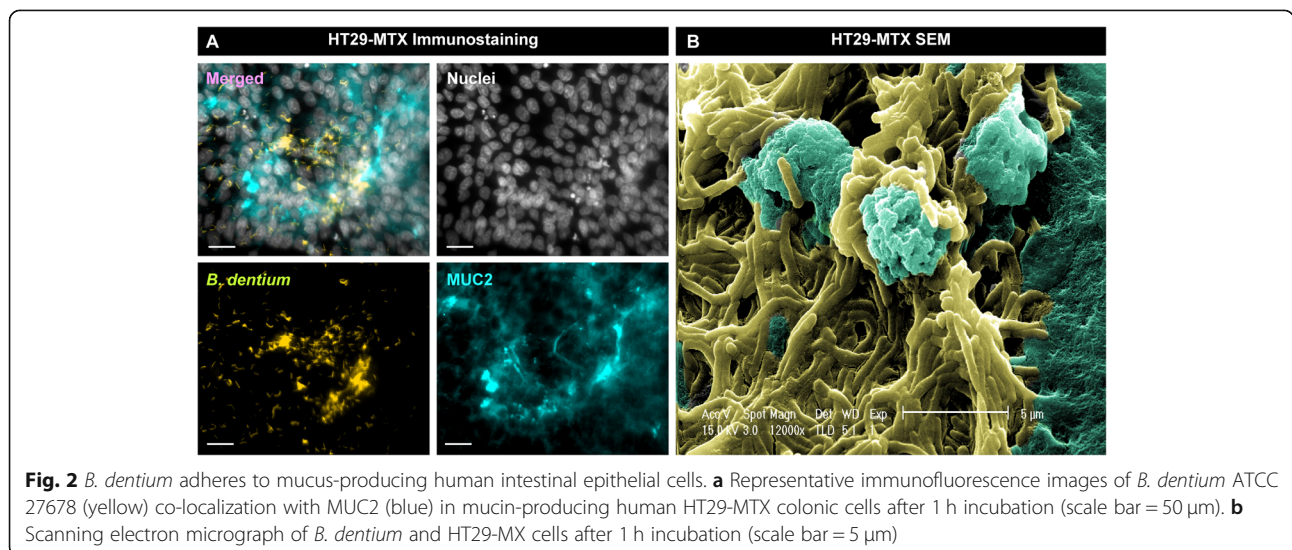 A HT29-MTX Immunostaining
B HT29-MTX SEM
Merged
Nuclei
B. dentium
MUC2
Acc.V Spot Magn Det WD Exp
15.0 KV 3.0 12000x TLD 5.1 1
5 µm
Fig. 2 B. dentium adheres to mucus-producing human intestinal epithelial cells. a Representative immunofluorescence images of B. dentium ATCC
27678 (yellow) co-localization with MUC2 (blue) in mucin-producing human HT29-MTX colonic cells after 1 h incubation (scale bar = 50 µm). b
Scanning electron micrograph of B. dentium and HT29-MX cells after 1 h incubation (scale bar = 5 µm)